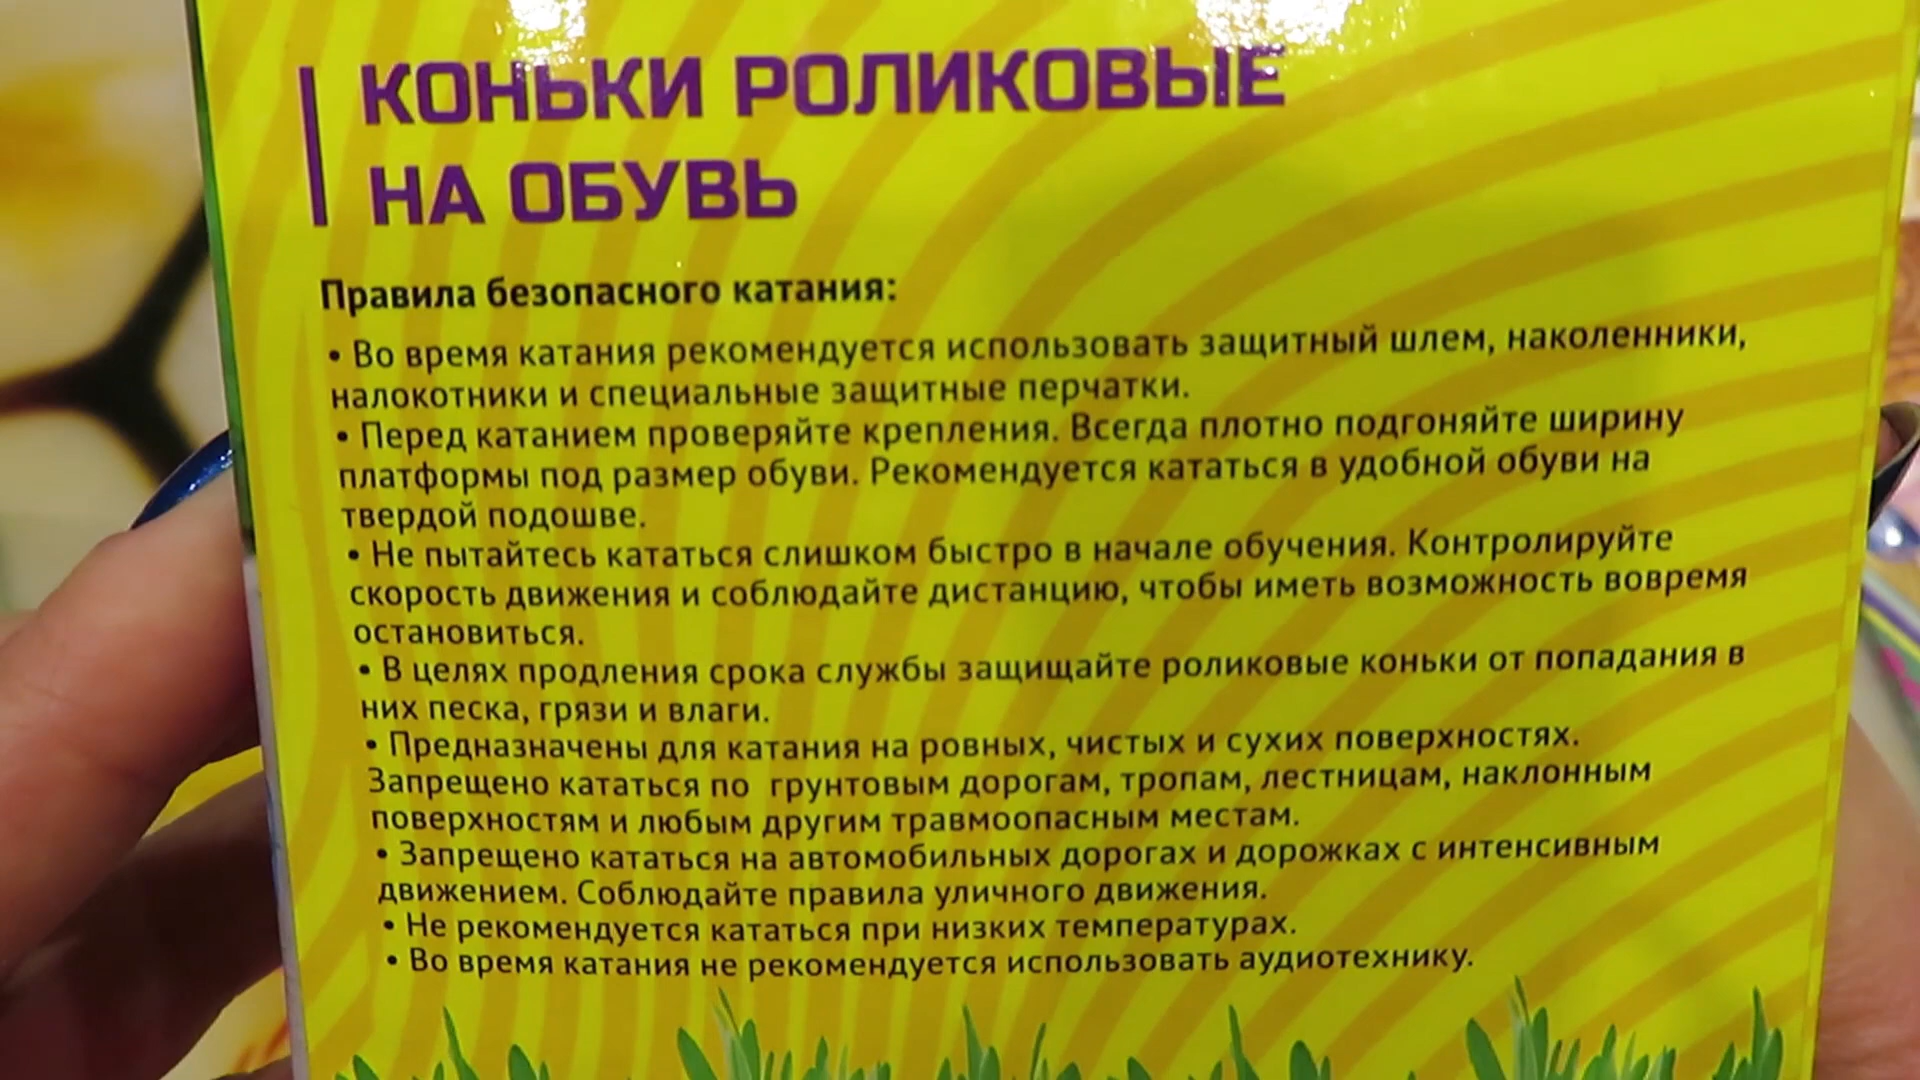 КОНЬКИ РОЛИКОВЫЕ
НА ОБУВЬ
Правила безопасного катания:
• Во время катания рекомендуется использовать защитный шлем, наколенники,
налокотники и специальные защитные перчатки.
• Перед катанием проверяйте крепления. Всегда плотно подгоняйте ширину
платформы под размер обуви. Рекомендуется кататься в удобной обуви на
твердой подошве.
• Не пытайтесь кататься слишком быстро в начале обучения. Контролируйте
скорость движения и соблюдайте дистанцию, чтобы иметь возможность вовремя
остановиться.
• В целях продления срока службы защищайте роликовые коньки от попадания в
них песка, грязи и влаги.
• Предназначены для катания на ровных, чистых и сухих поверхностях.
Запрещено кататься по грунтовым дорогам, тропам, лестницам, наклонным
поверхностям и любым другим травмоопасным местам.
• Запрещено кататься на автомобильных дорогах и дорожках с интенсивным
движением. Соблюдайте правила уличного движения.
• Не рекомендуется кататься при низких температурах.
• Во время катания не рекомендуется использовать аудиотехнику.